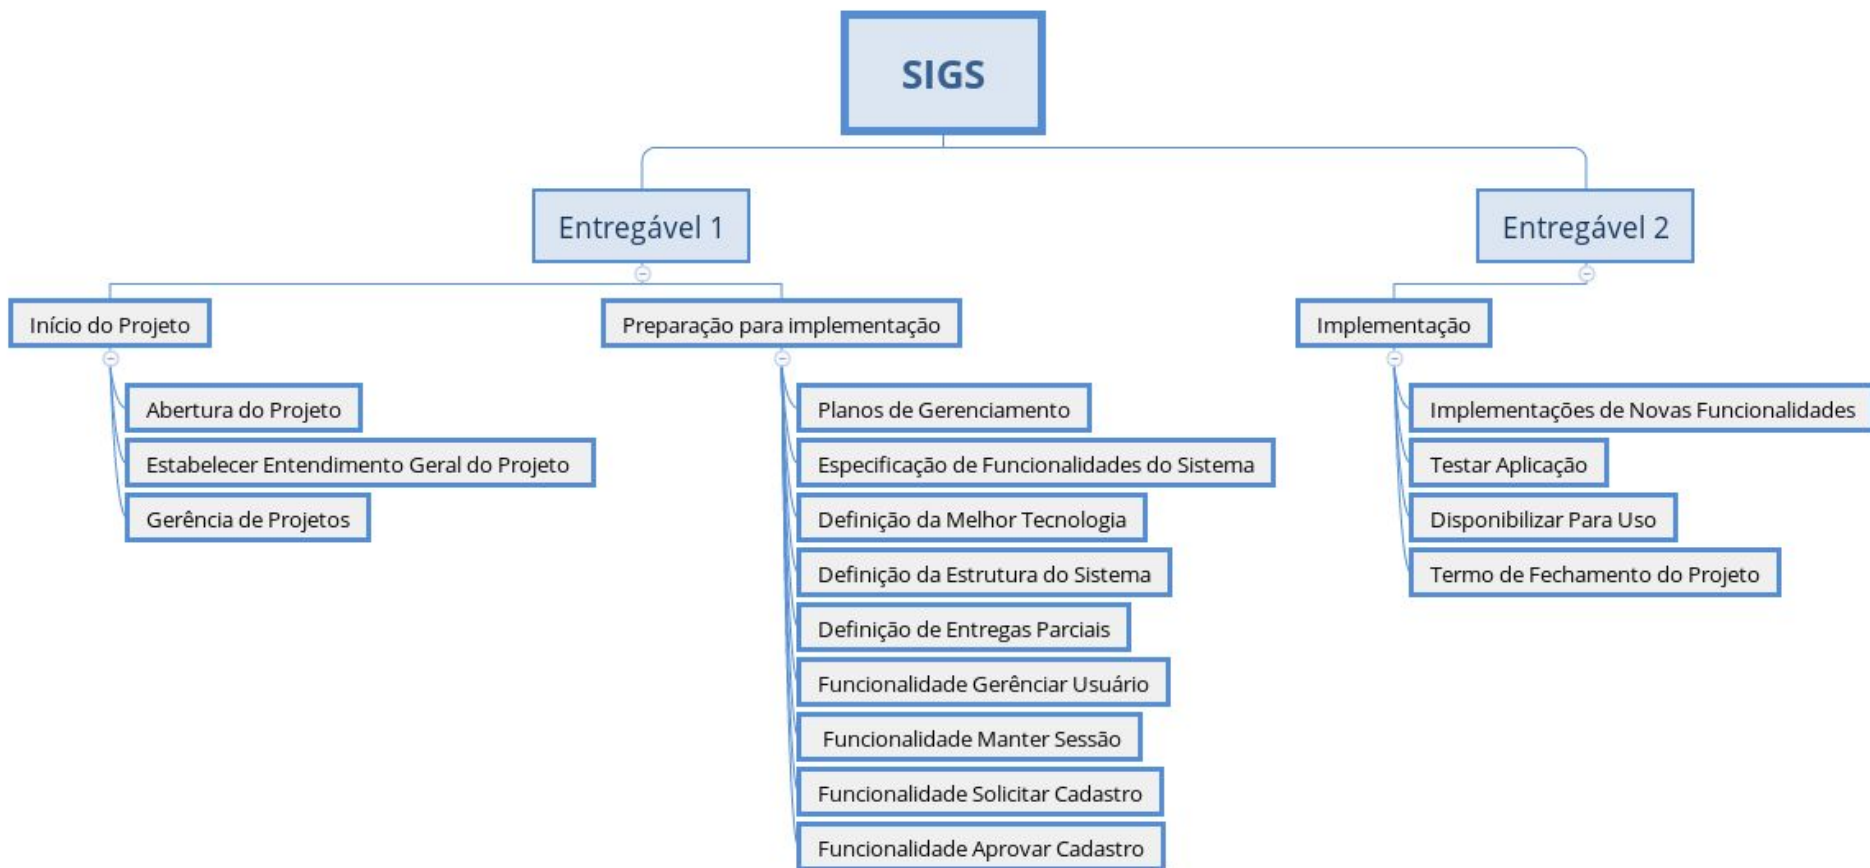 SIGS
Entregável 1
Entregável 2
Início do Projeto
Preparação para implementação
Implementação
Abertura do Projeto
Estabelecer Entendimento Geral do Projeto
Gerência de Projetos
Planos de Gerenciamento
Especificação de Funcionalidades do Sistema
Definição da Melhor Tecnologia
Definição da Estrutura do Sistema
Definição de Entregas Parciais
Funcionalidade Gerênciar Usuário
Funcionalidade Manter Sessão
Funcionalidade Solicitar Cadastro
Funcionalidade Aprovar Cadastro
Implementações de Novas Funcionalidades
Testar Aplicação
Disponibilizar Para Uso
Termo de Fechamento do Projeto